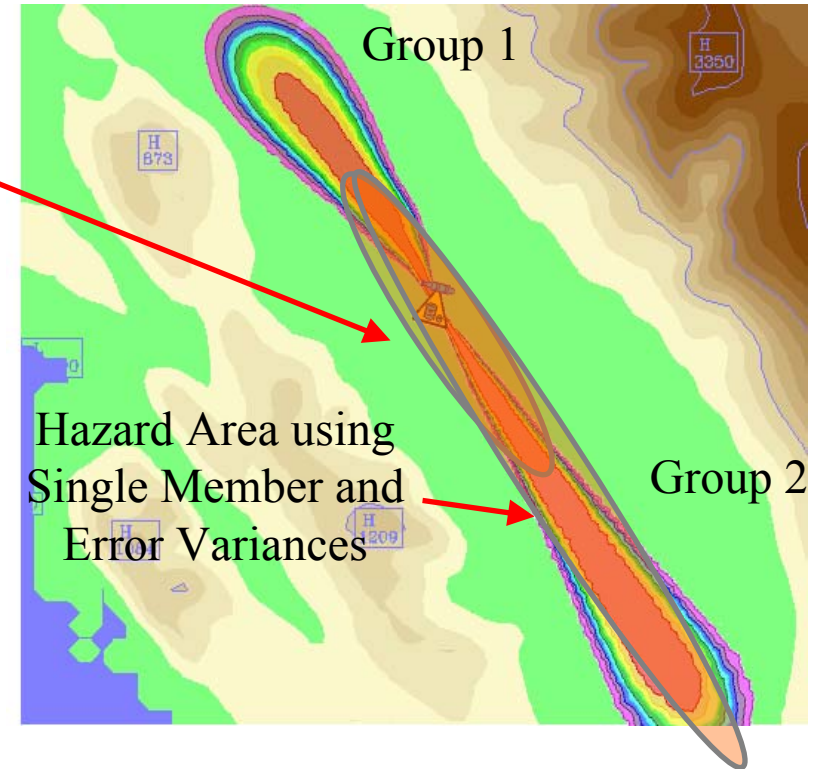 Group 1
H
3350
H
873
Hazard Area using
Single Member and
Error Variances
Group 2
H
1209
H